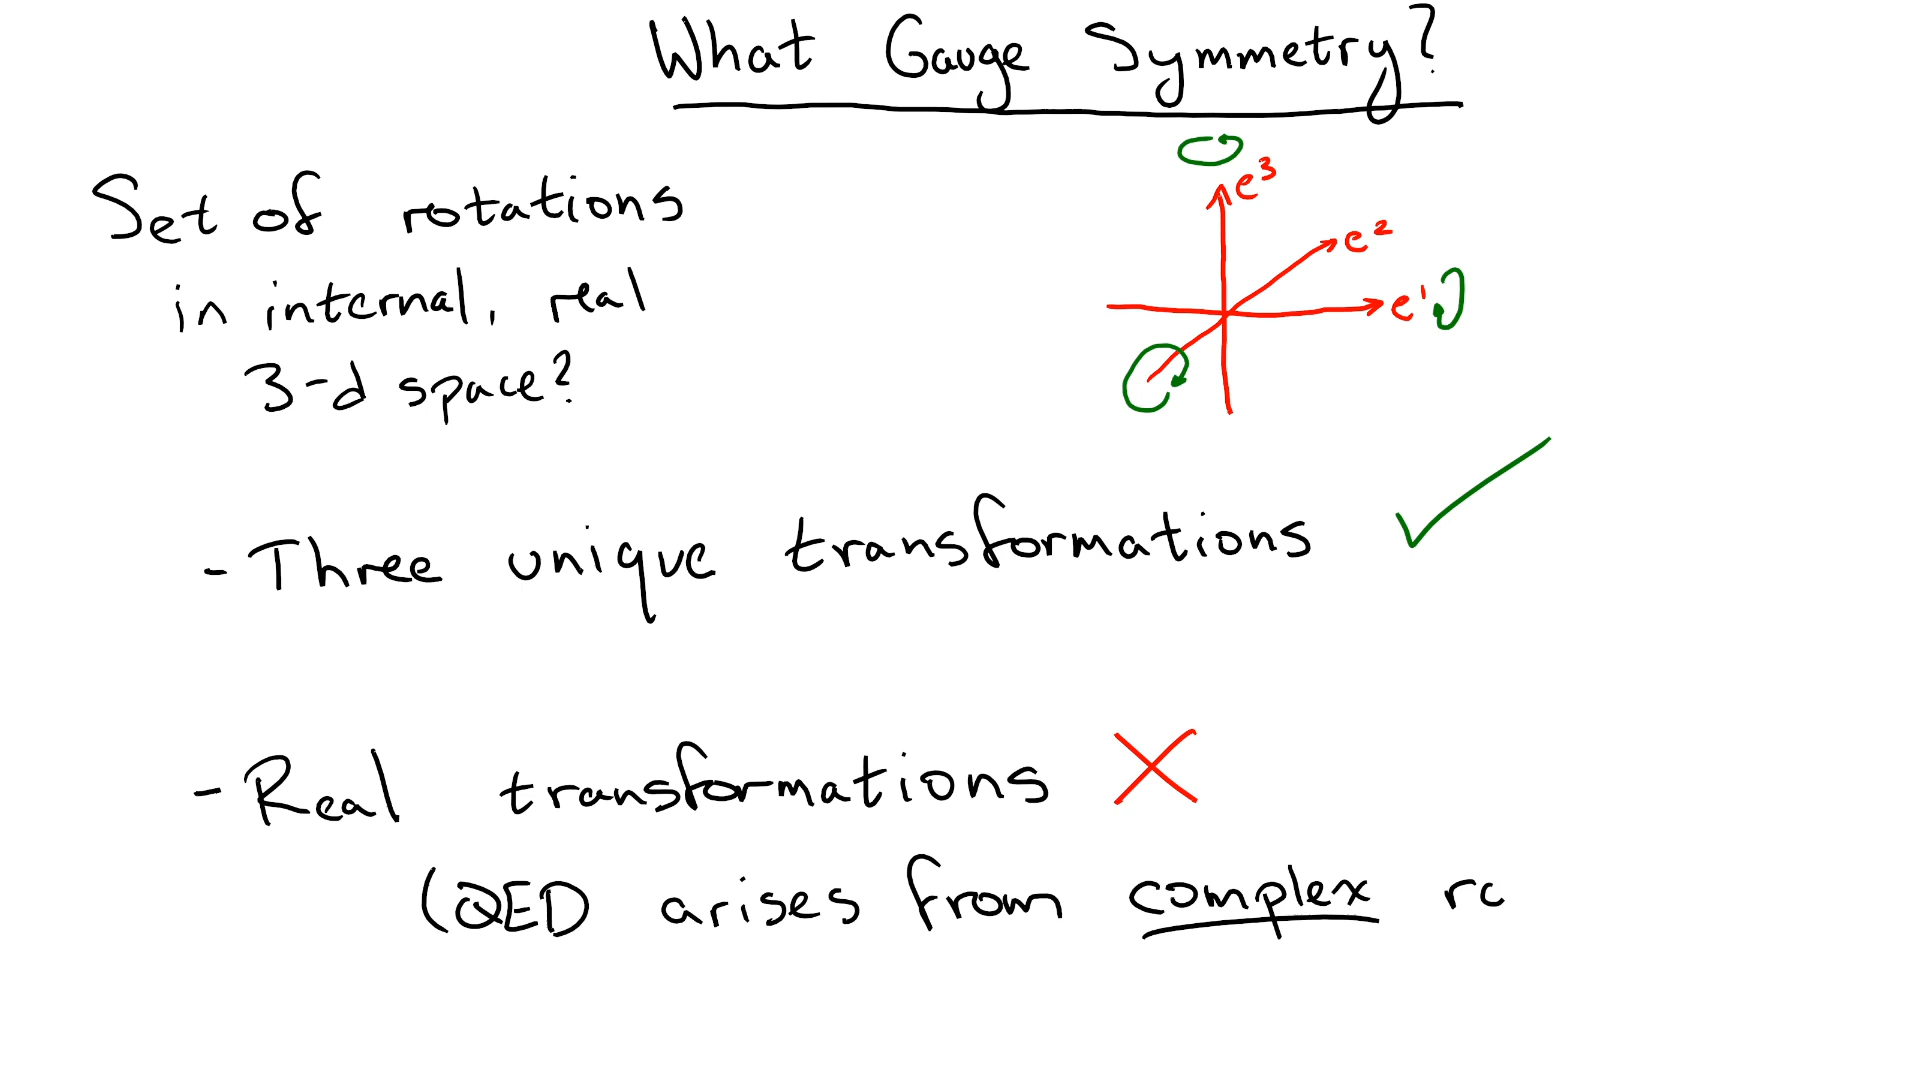 What Gauge Symmetry?
Set of rotations
in internal, real
3-d space?
e³
e²
e¹
- Three unique transformations
- Real transformations
(QED arises from complex ro